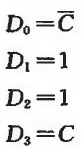 D₀ = C̅
D₁ = 1
D₂ = 1
D₃ = C